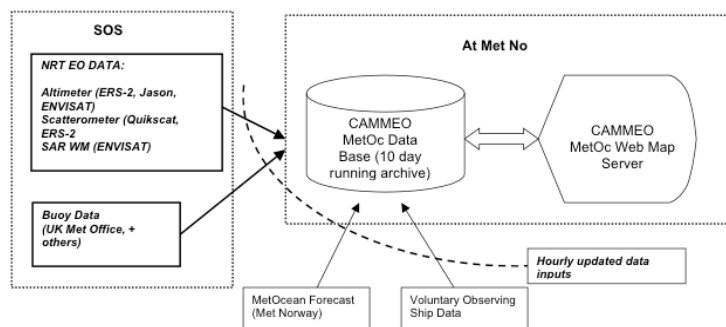 SOS
NRT EO DATA:
Altimeter (ERS-2, Jason,
ENVISAT)
Scatterometer (Quikscat,
ERS-2
SAR WM (ENVISAT)
Buoy Data
(UK Met Office, +
others)
At Met No
CAMMEO
MetOc Data
Base (10 day
running archive)
CAMMEO
MetOc Web Map
Server
Hourly updated data
inputs
MetOcean Forecast
(Met Norway)
Voluntary Observing
Ship Data